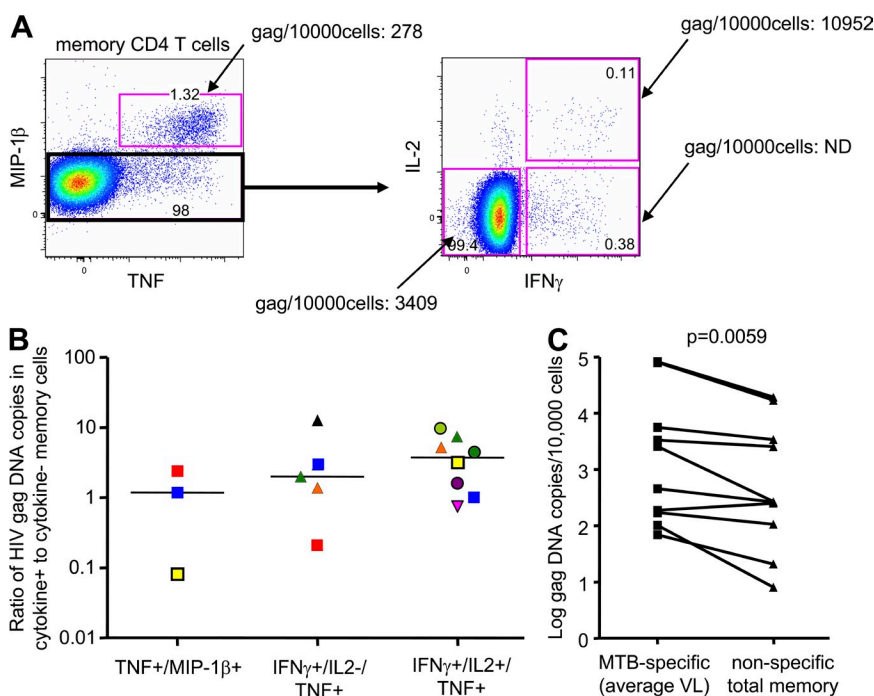 A
memory CD4 T cells
gag/10000cells: 278
gag/10000cells: 10952
gag/10000cells: ND
gag/10000cells: 3409
MIP-1β
1.32
98
0
0
TNF
IL-2
0.11
99.4
0.38
0
0
IFNγ
B
Ratio of HIV gag DNA copies in
cytokine+ to cytokine- memory cells
100
10
1
0.1
0.01
TNF+/MIP-1β+
IFNγ+/IL2-/
TNF+
IFNγ+/IL2+/
TNF+
C
p=0.0059
Log gag DNA copies/10,000 cells
5
4
3
2
1
0
MTB-specific
(average VL)
non-specific
total memory